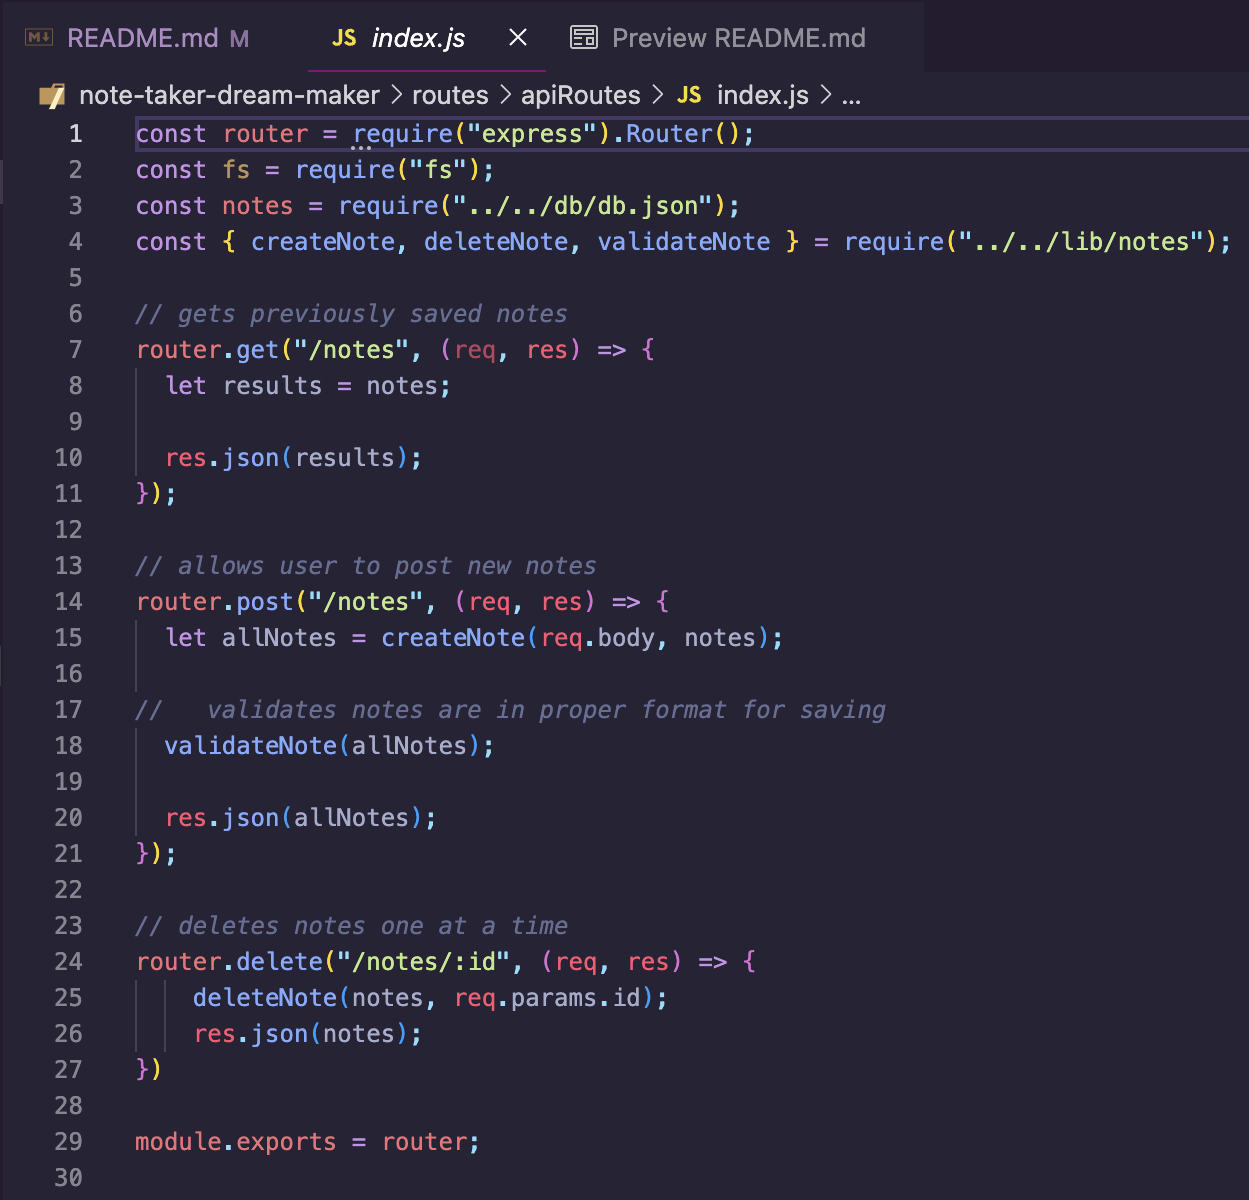 README.md M
JS index.js
Preview README.md
note-taker-dream-maker > routes > apiRoutes > JS index.js > ...
1 const router = require("express").Router();
2 const fs = require("fs");
3 const notes = require("../../db/db.json");
4 const { createNote, deleteNote, validateNote } = require("../../lib/notes");
5
6 // gets previously saved notes
7 router.get("/notes", (req, res) => {
8   let results = notes;
9
10   res.json(results);
11 });
12
13 // allows user to post new notes
14 router.post("/notes", (req, res) => {
15   let allNotes = createNote(req.body, notes);
16
17 //   validates notes are in proper format for saving
18   validateNote(allNotes);
19
20   res.json(allNotes);
21 });
22
23 // deletes notes one at a time
24 router.delete("/notes/:id", (req, res) => {
25     deleteNote(notes, req.params.id);
26     res.json(notes);
27 })
28
29 module.exports = router;
30